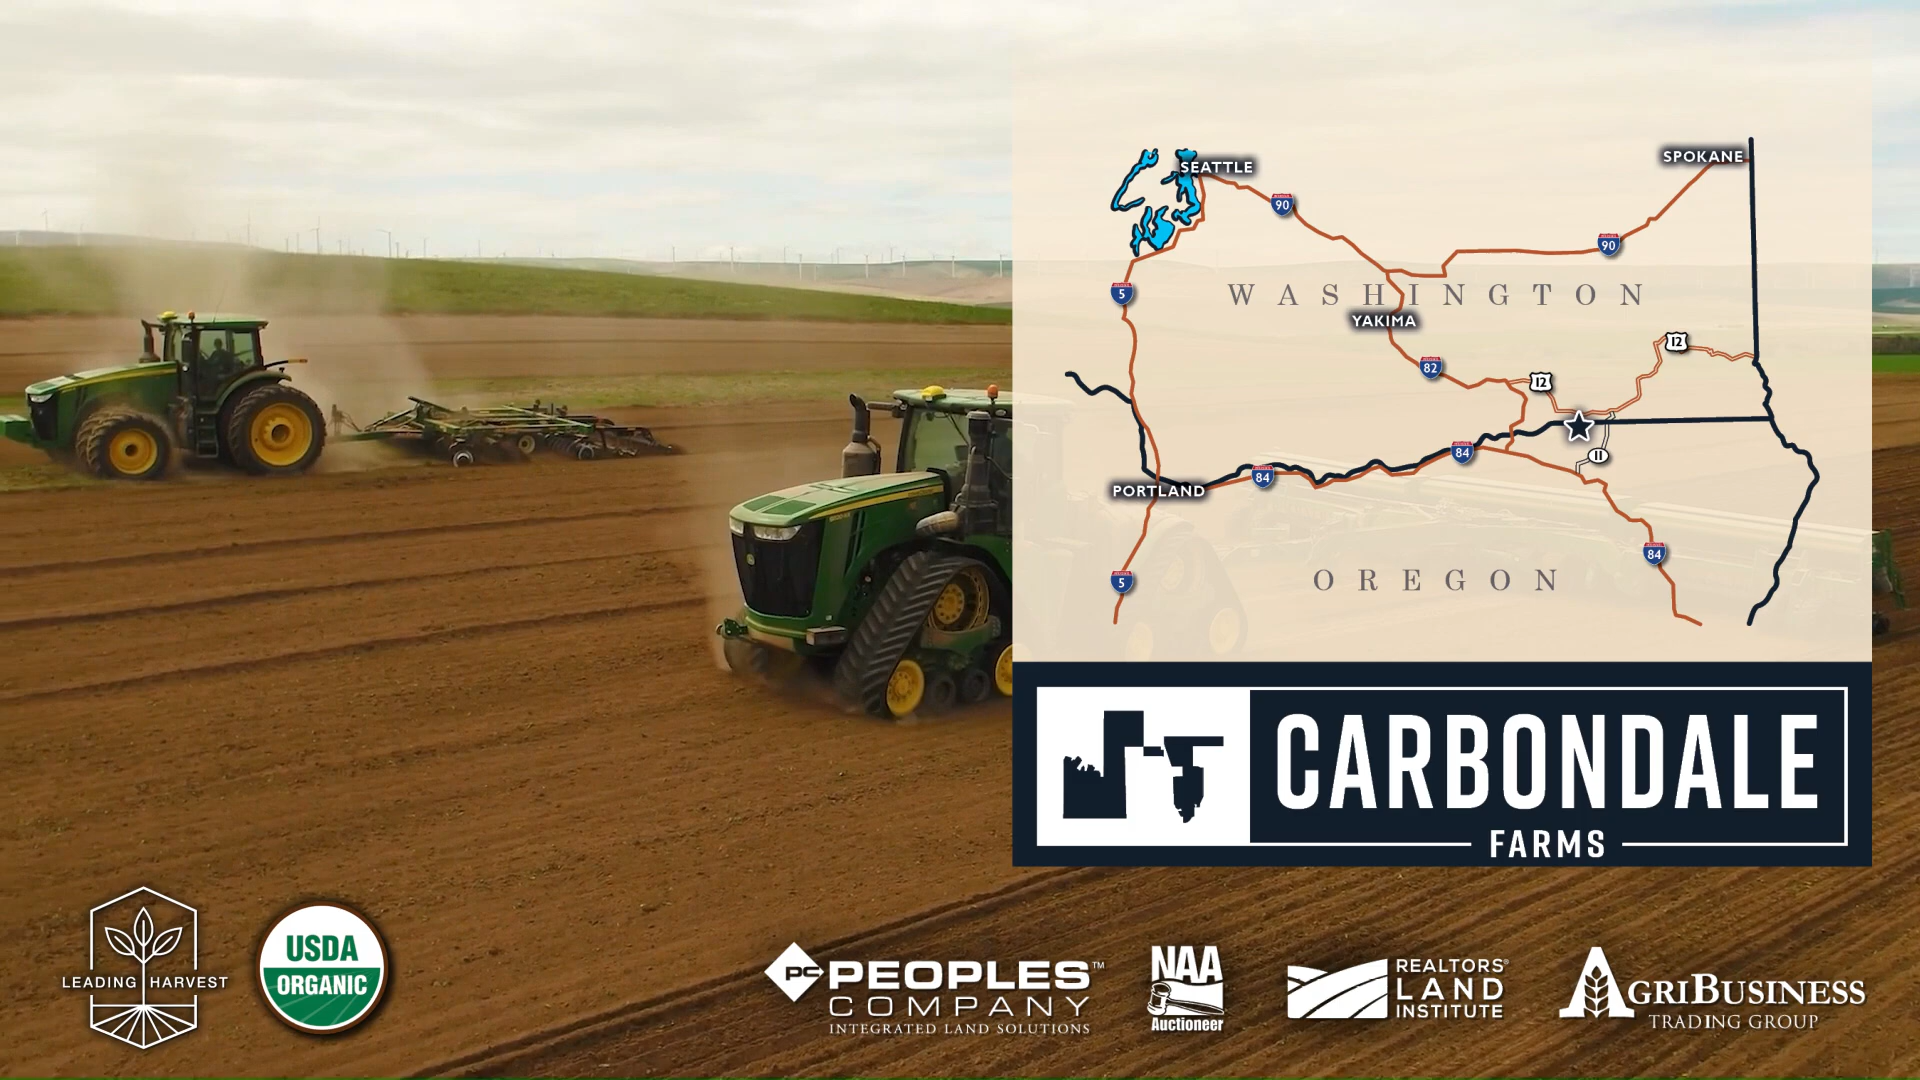 SEATTLE
SPOKANE
90
90
5
WASHINGTON
YAKIMA
12
82
12
11
84
84
PORTLAND
84
5
OREGON
CARBONDALE
FARMS
LEADING HARVEST
USDA
ORGANIC
PC PEOPLES™
COMPANY
INTEGRATED LAND SOLUTIONS
NAA
Auctioneer
REALTORS®
LAND
INSTITUTE
AGRIBUSINESS
TRADING GROUP